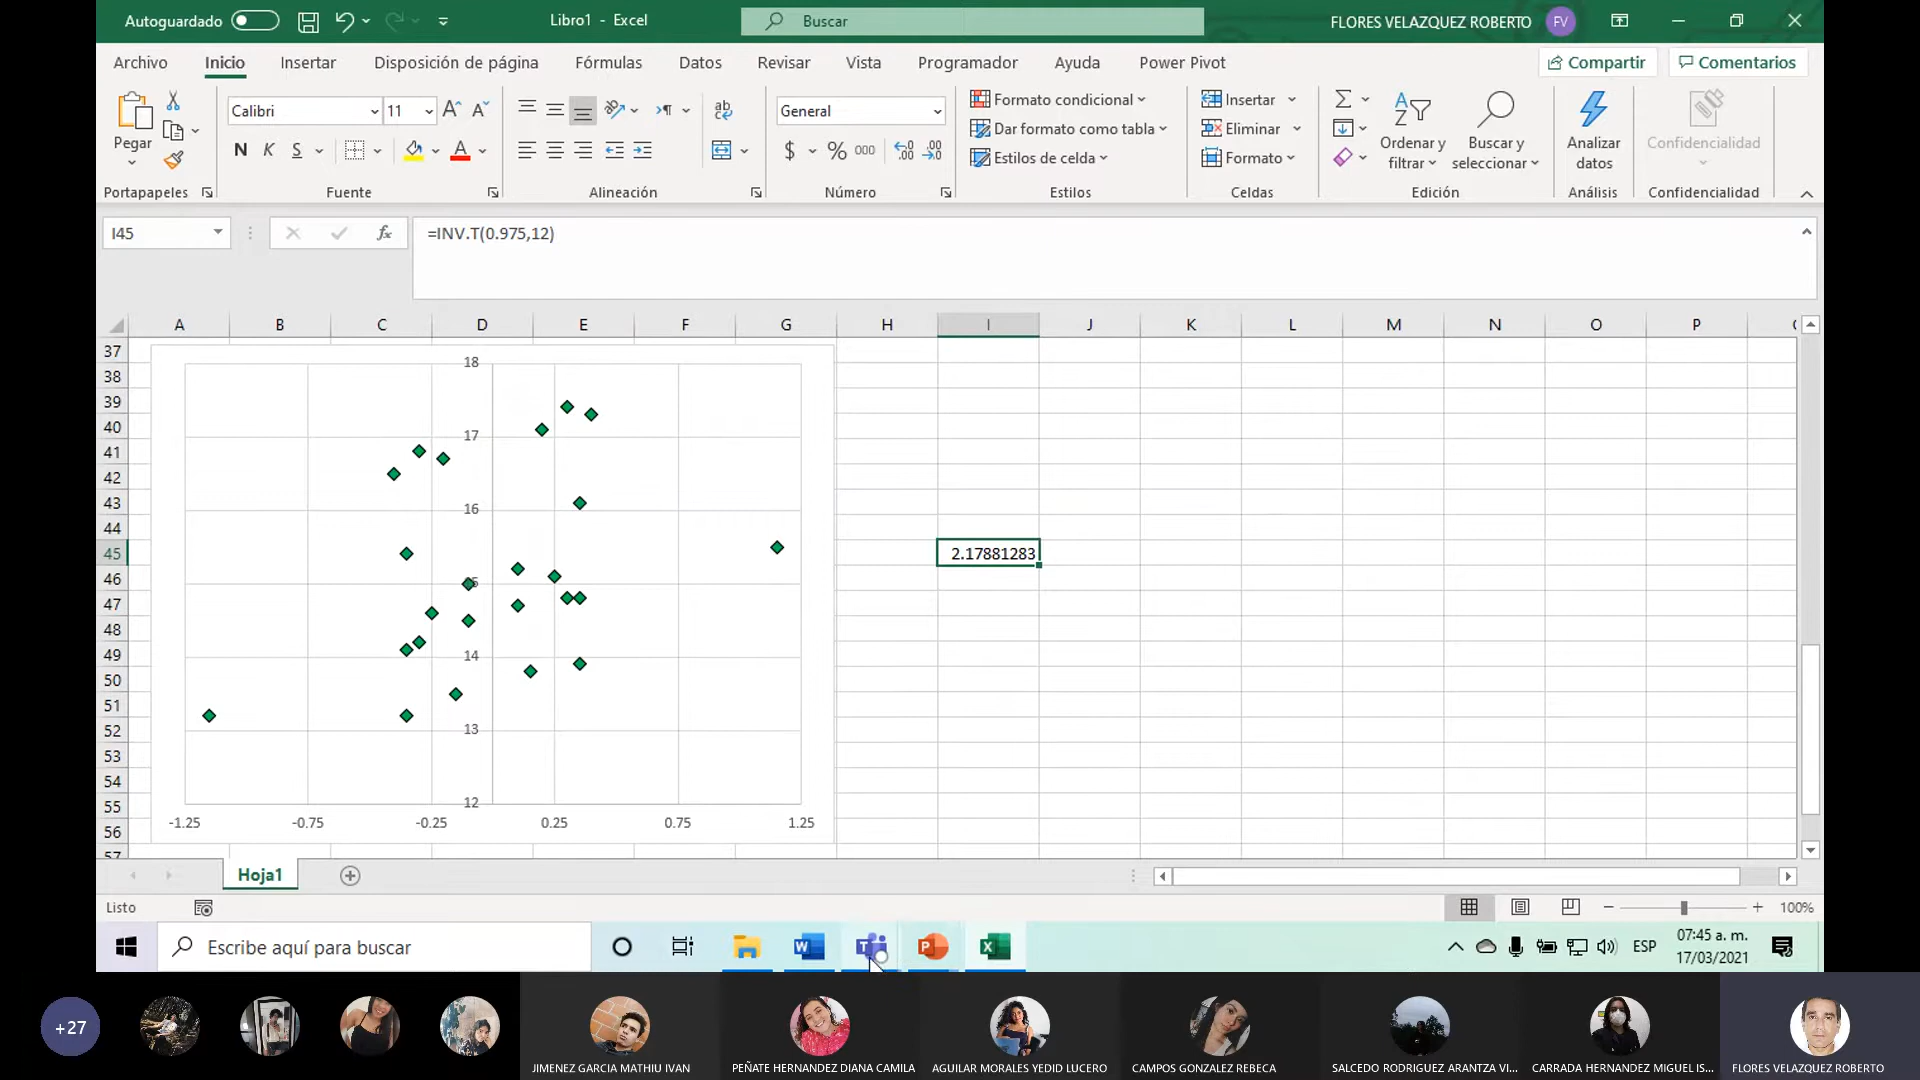 Autoguardado
Libro1 - Excel
Buscar
FLORES VELAZQUEZ ROBERTO
FV
Archivo Inicio Insertar Disposición de página Fórmulas Datos Revisar Vista Programador Ayuda Power Pivot
Compartir
Comentarios
Pegar
Portapapeles
Calibri 11
N K S
Fuente
ab
Alineación
General
$ % 000
Número
Formato condicional
Dar formato como tabla
Estilos de celda
Estilos
Insertar
Eliminar
Formato
Celdas
Ordenar y filtrar
Buscar y seleccionar
Edición
Analizar datos
Análisis
Confidencialidad
Confidencialidad
I45
fx
=INV.T(0.975,12)
A B C D E F G H I J K L M N O P
37
38
39
40
41
42
43
44
45
46
47
48
49
50
51
52
53
54
55
56
57
18
17
16
5
14
13
12
-1.25 -0.75 -0.25 0.25 0.75 1.25
2.17881283
Hoja1
Listo
100%
Escribe aquí para buscar
ESP
07:45 a. m.
17/03/2021
+27
JIMENEZ GARCIA MATHIU IVAN
PEÑATE HERNANDEZ DIANA CAMILA
AGUILAR MORALES YEDID LUCERO
CAMPOS GONZALEZ REBECA
SALCEDO RODRIGUEZ ARANTZA VI...
CARRADA HERNANDEZ MIGUEL IS...
FLORES VELAZQUEZ ROBERTO